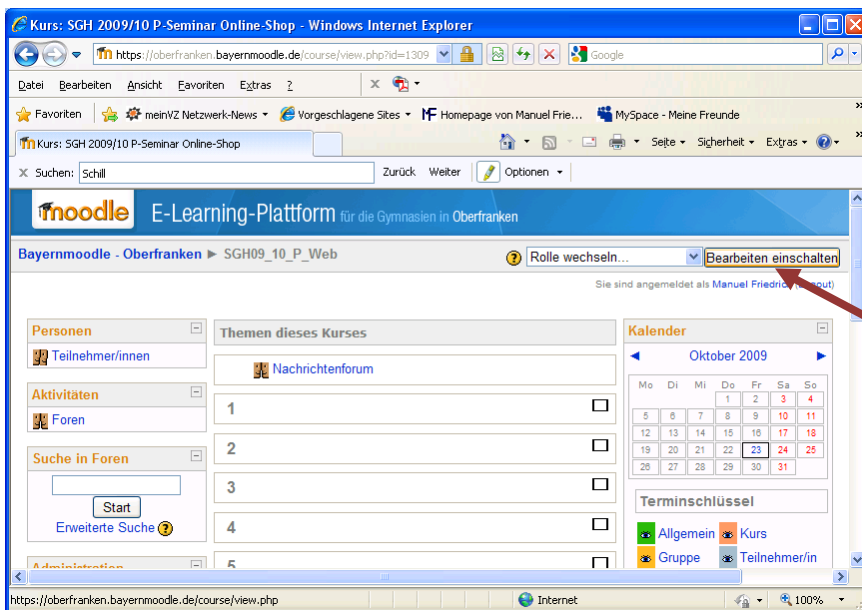 Kurs: SGH 2009/10 P-Seminar Online-Shop - Windows Internet Explorer
https://oberfranken.bayernmoodle.de/course/view.php?id=1309
Google
Datei Bearbeiten Ansicht Favoriten Extras ?
Favoriten meinVZ Netzwerk-News Vorgeschlagene Sites Homepage von Manuel Frie... MySpace - Meine Freunde
Kurs: SGH 2009/10 P-Seminar Online-Shop
Seite Sicherheit Extras
X Suchen: Schill Zurück Weiter Optionen
moodle E-Learning-Plattform für die Gymnasien in Oberfranken
Bayernmoodle - Oberfranken ► SGH09_10_P_Web
Rolle wechseln... Bearbeiten einschalten
Sie sind angemeldet als Manuel Friedrich
Personen
Teilnehmer/innen
Aktivitäten
Foren
Suche in Foren
Start
Erweiterte Suche
Administration
Themen dieses Kurses
Nachrichtenforum
1
2
3
4
5
Kalender
◄ Oktober 2009 ►
Mo Di Mi Do Fr Sa So
1 2 3 4
5 6 7 8 9 10 11
12 13 14 15 16 17 18
19 20 21 22 23 24 25
26 27 28 29 30 31
Terminschlüssel
Allgemein Kurs
Gruppe Teilnehmer/in
https://oberfranken.bayernmoodle.de/course/view.php Internet 100%